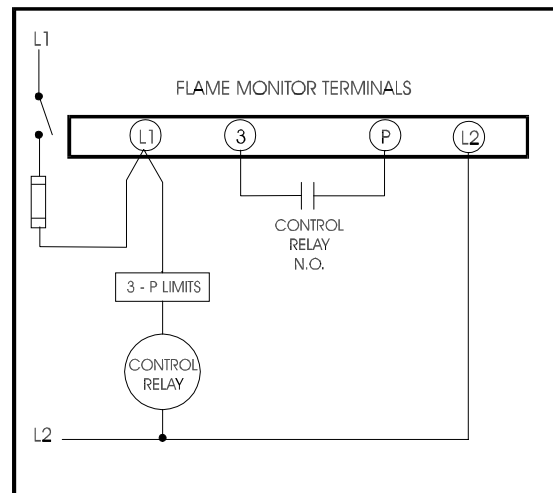 L1
FLAME MONITOR TERMINALS
L1 3 P L2
CONTROL
RELAY
N.O.
3 - P LIMITS
CONTROL
RELAY
L2